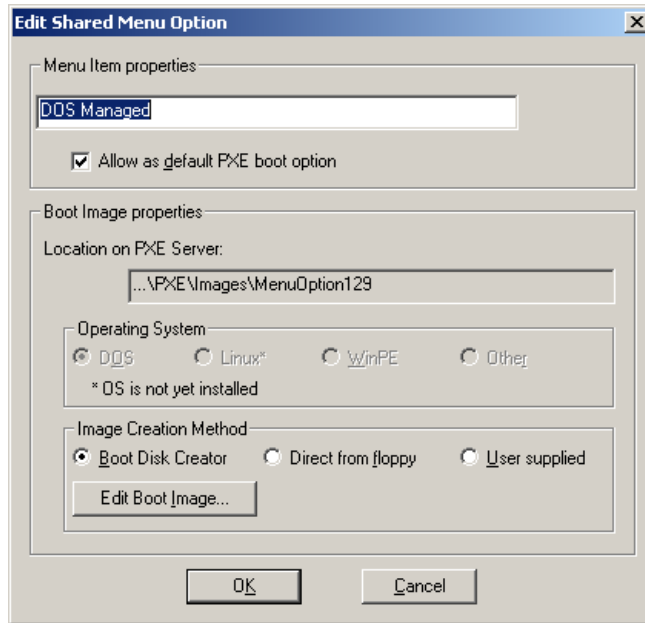 Edit Shared Menu Option
Menu Item properties
DOS Managed
Allow as default PXE boot option
Boot Image properties
Location on PXE Server:
...\PXE\Images\MenuOption129
Operating System
DOS Linux* WinPE Other
* OS is not yet installed
Image Creation Method
Boot Disk Creator Direct from floppy User supplied
Edit Boot Image...
OK Cancel